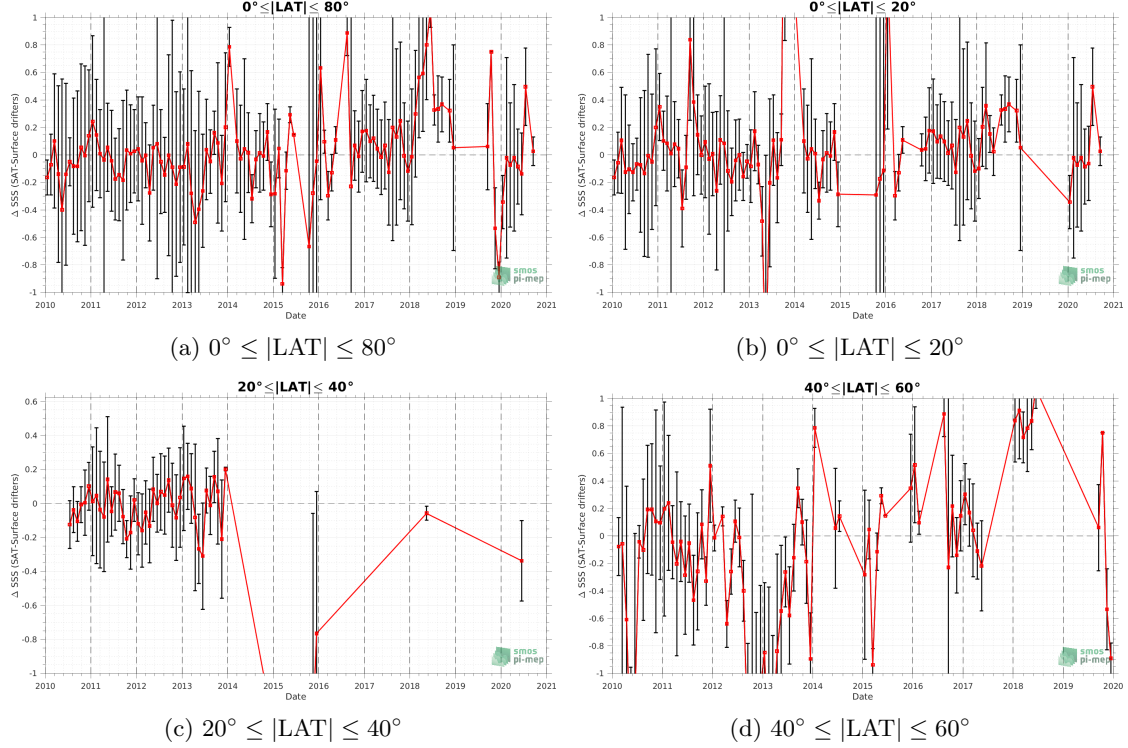 0°≤|LAT|≤ 80°
Δ SSS (SAT-Surface drifters)
1
0.8
0.6
0.4
0.2
0
-0.2
-0.4
-0.6
-0.8
-1
2010 2011 2012 2013 2014 2015 2016 2017 2018 2019 2020 2021
Date
smos
pi-mep
(a) 0° ≤ |LAT| ≤ 80°
0°≤|LAT|≤ 20°
Δ SSS (SAT-Surface drifters)
1
0.8
0.6
0.4
0.2
0
-0.2
-0.4
-0.6
-0.8
-1
2010 2011 2012 2013 2014 2015 2016 2017 2018 2019 2020 2021
Date
smos
pi-mep
(b) 0° ≤ |LAT| ≤ 20°
20°≤|LAT|≤ 40°
Δ SSS (SAT-Surface drifters)
0.6
0.4
0.2
0
-0.2
-0.4
-0.6
-0.8
-1
2010 2011 2012 2013 2014 2015 2016 2017 2018 2019 2020 2021
Date
smos
pi-mep
(c) 20° ≤ |LAT| ≤ 40°
40°≤|LAT|≤ 60°
Δ SSS (SAT-Surface drifters)
1
0.8
0.6
0.4
0.2
0
-0.2
-0.4
-0.6
-0.8
-1
2010 2011 2012 2013 2014 2015 2016 2017 2018 2019 2020
Date
smos
pi-mep
(d) 40° ≤ |LAT| ≤ 60°